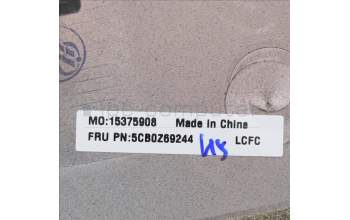 MO:15375908 Made in China
FRU PN:5CB0Z69244 LCFC